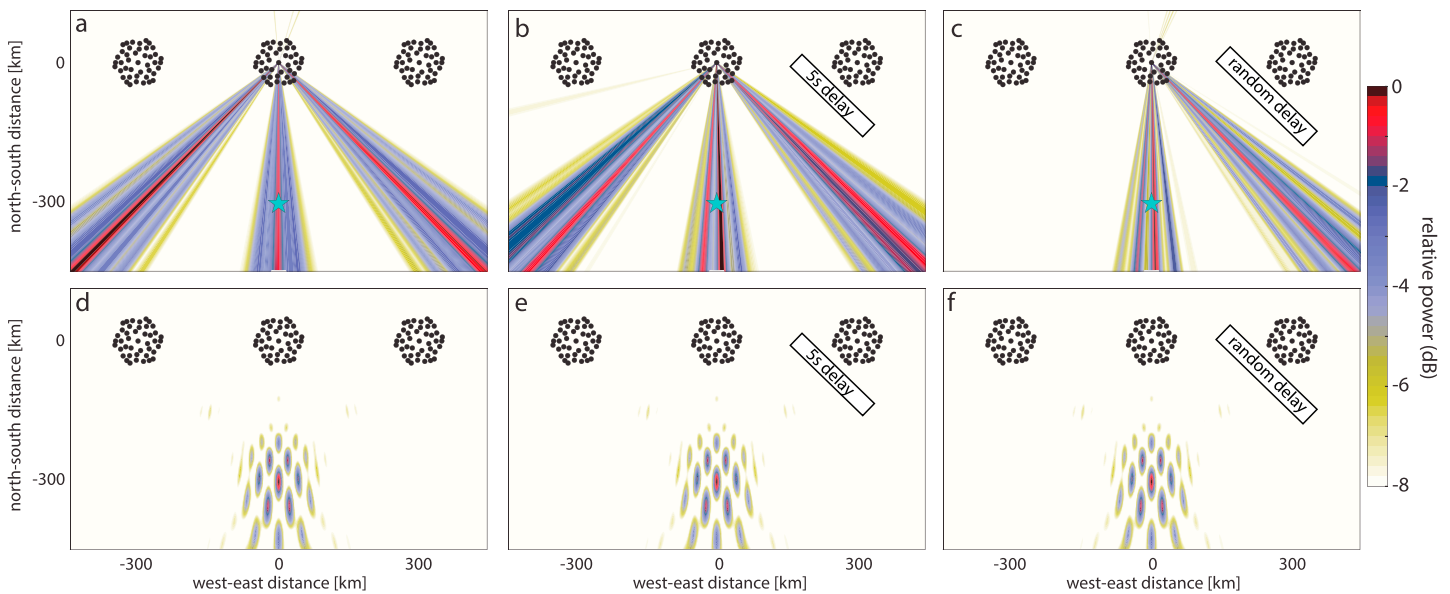 a
b
c
north-south distance [km]
0
-300
5s delay
random delay
0
-2
-4
-6
-8
relative power (dB)
d
e
f
north-south distance [km]
0
-300
5s delay
random delay
-300
0
300
-300
0
300
-300
0
300
west-east distance [km]
west-east distance [km]
west-east distance [km]